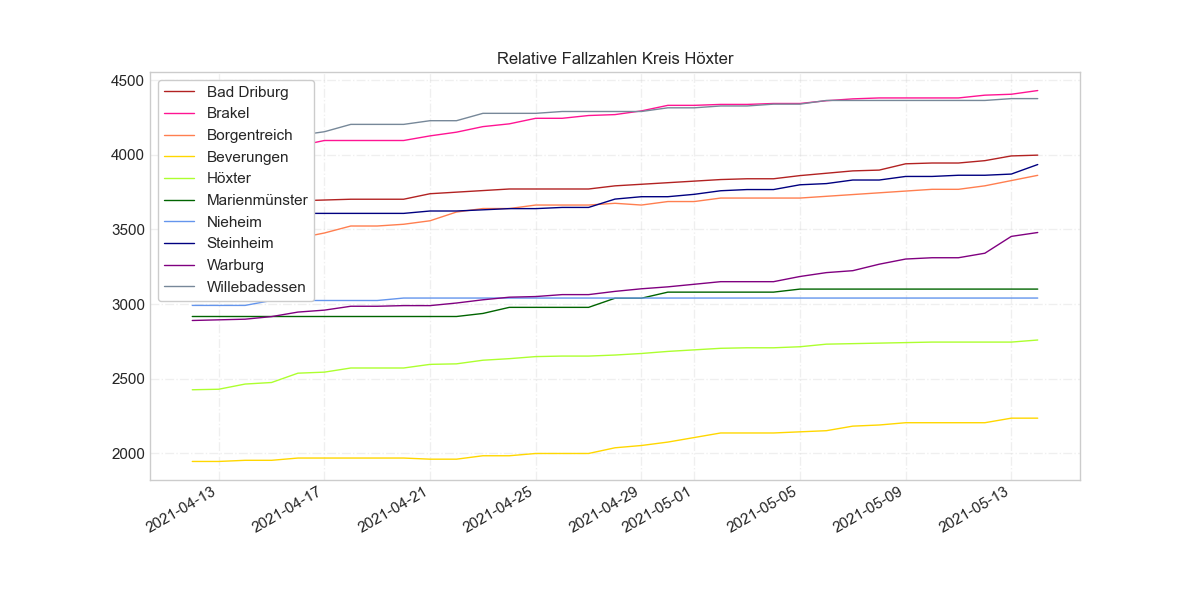 Relative Fallzahlen Kreis Höxter
4500
4000
3500
3000
2500
2000
Bad Driburg
Brakel
Borgentreich
Beverungen
Höxter
Marienmünster
Nieheim
Steinheim
Warburg
Willebadessen
2021-04-13
2021-04-17
2021-04-21
2021-04-25
2021-04-29
2021-05-01
2021-05-05
2021-05-09
2021-05-13